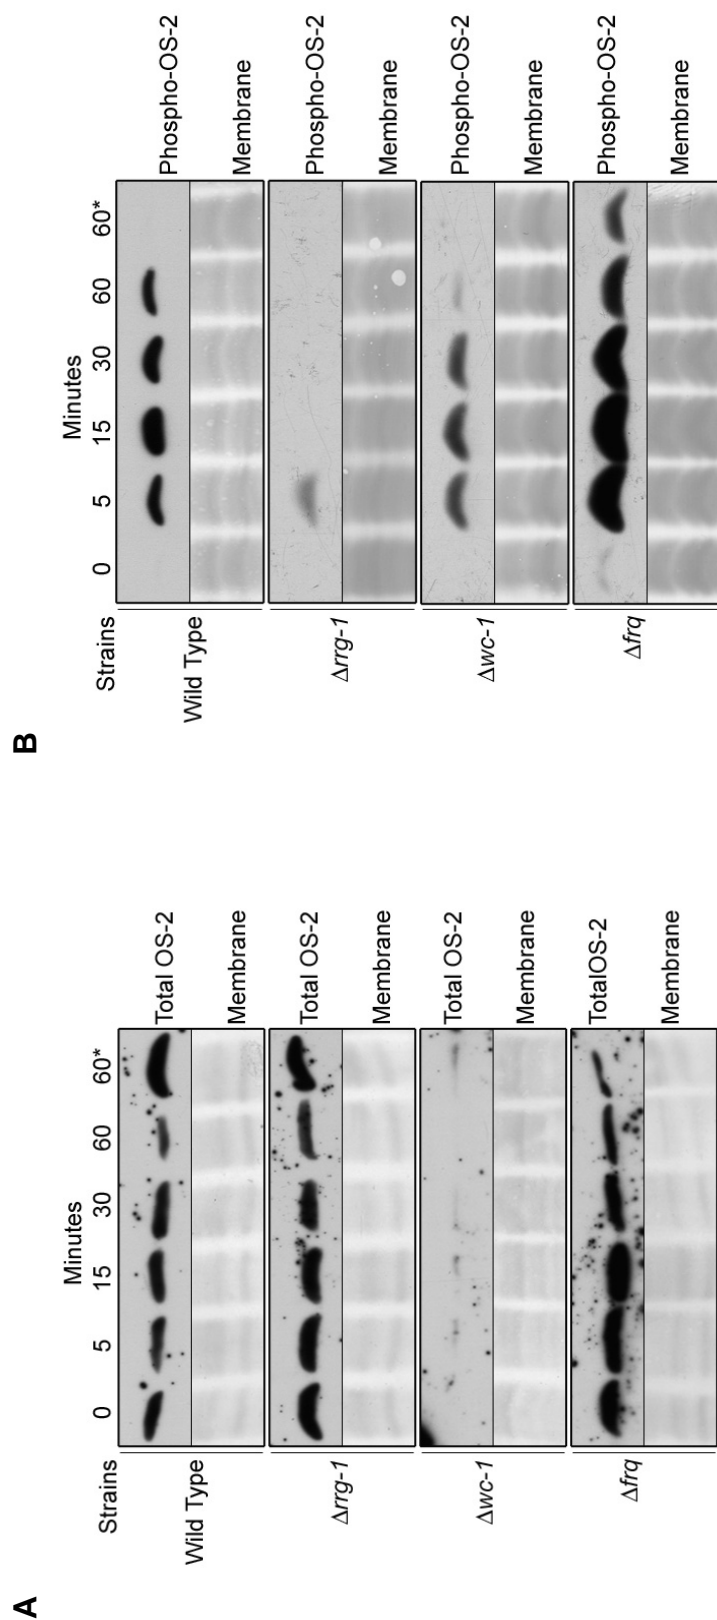 A
Minutes
Strains 0 5 15 30 60 60*
Wild Type
Total OS-2
Membrane
Δrrg-1
Total OS-2
Membrane
Δwc-1
Total OS-2
Membrane
Δfrq
TotalOS-2
Membrane
B
Minutes
Strains 0 5 15 30 60 60*
Wild Type
Phospho-OS-2
Membrane
Δrrg-1
Phospho-OS-2
Membrane
Δwc-1
Phospho-OS-2
Membrane
Δfrq
Phospho-OS-2
Membrane